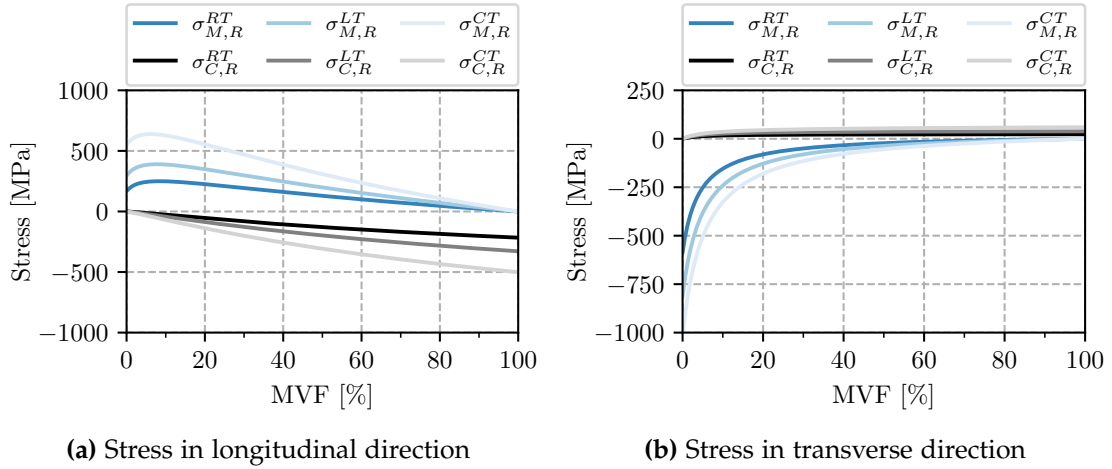 σ_{M,R}^{RT} σ_{M,R}^{LT} σ_{M,R}^{CT}
σ_{C,R}^{RT} σ_{C,R}^{LT} σ_{C,R}^{CT}
1000
500
0
−500
−1000
Stress [MPa]
0 20 40 60 80 100
MVF [%]
(a) Stress in longitudinal direction
σ_{M,R}^{RT} σ_{M,R}^{LT} σ_{M,R}^{CT}
σ_{C,R}^{RT} σ_{C,R}^{LT} σ_{C,R}^{CT}
250
0
−250
−500
−750
−1000
Stress [MPa]
0 20 40 60 80 100
MVF [%]
(b) Stress in transverse direction